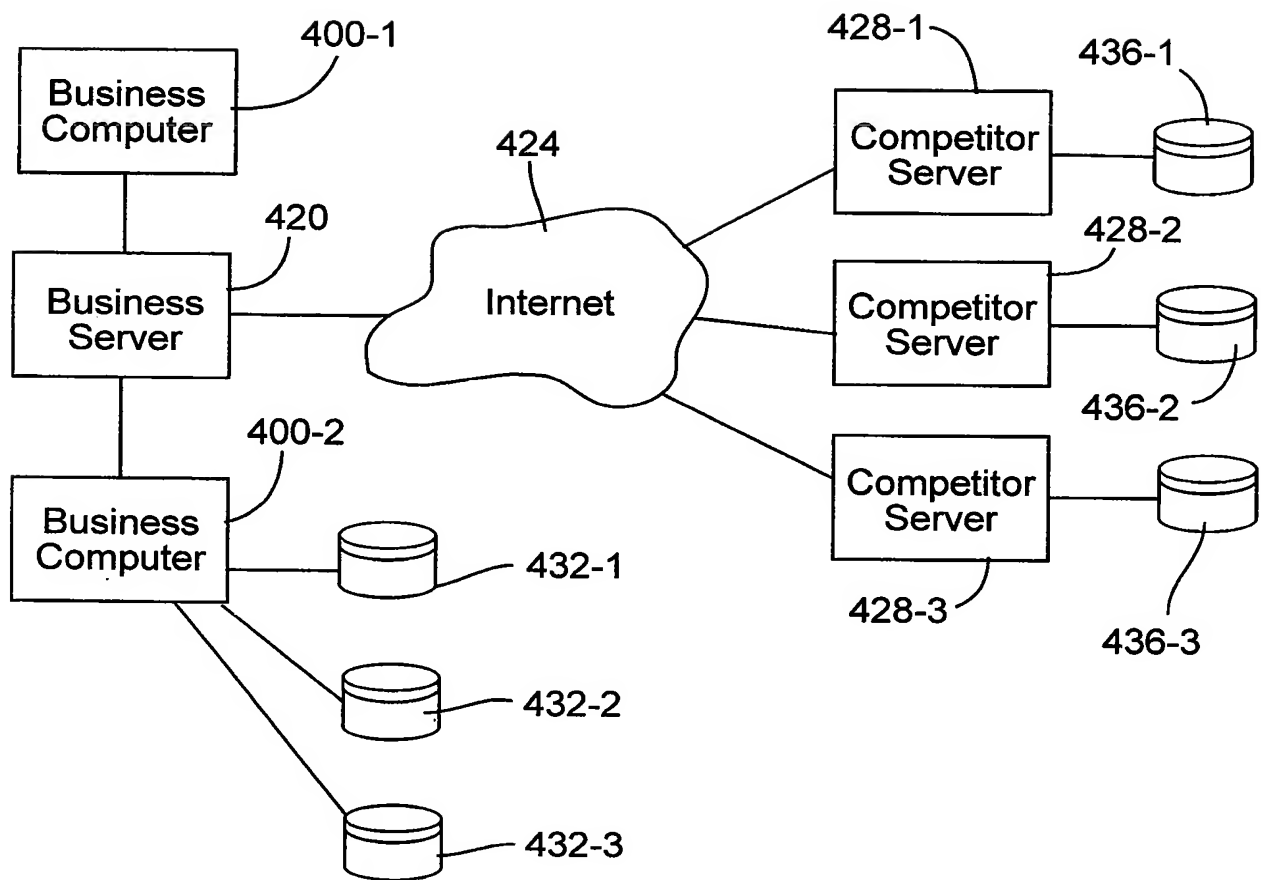 400-1
Business
Computer
420
Business
Server
400-2
Business
Computer
432-1
432-2
432-3
424
Internet
428-1
Competitor
Server
436-1
428-2
Competitor
Server
436-2
Competitor
Server
428-3
436-3